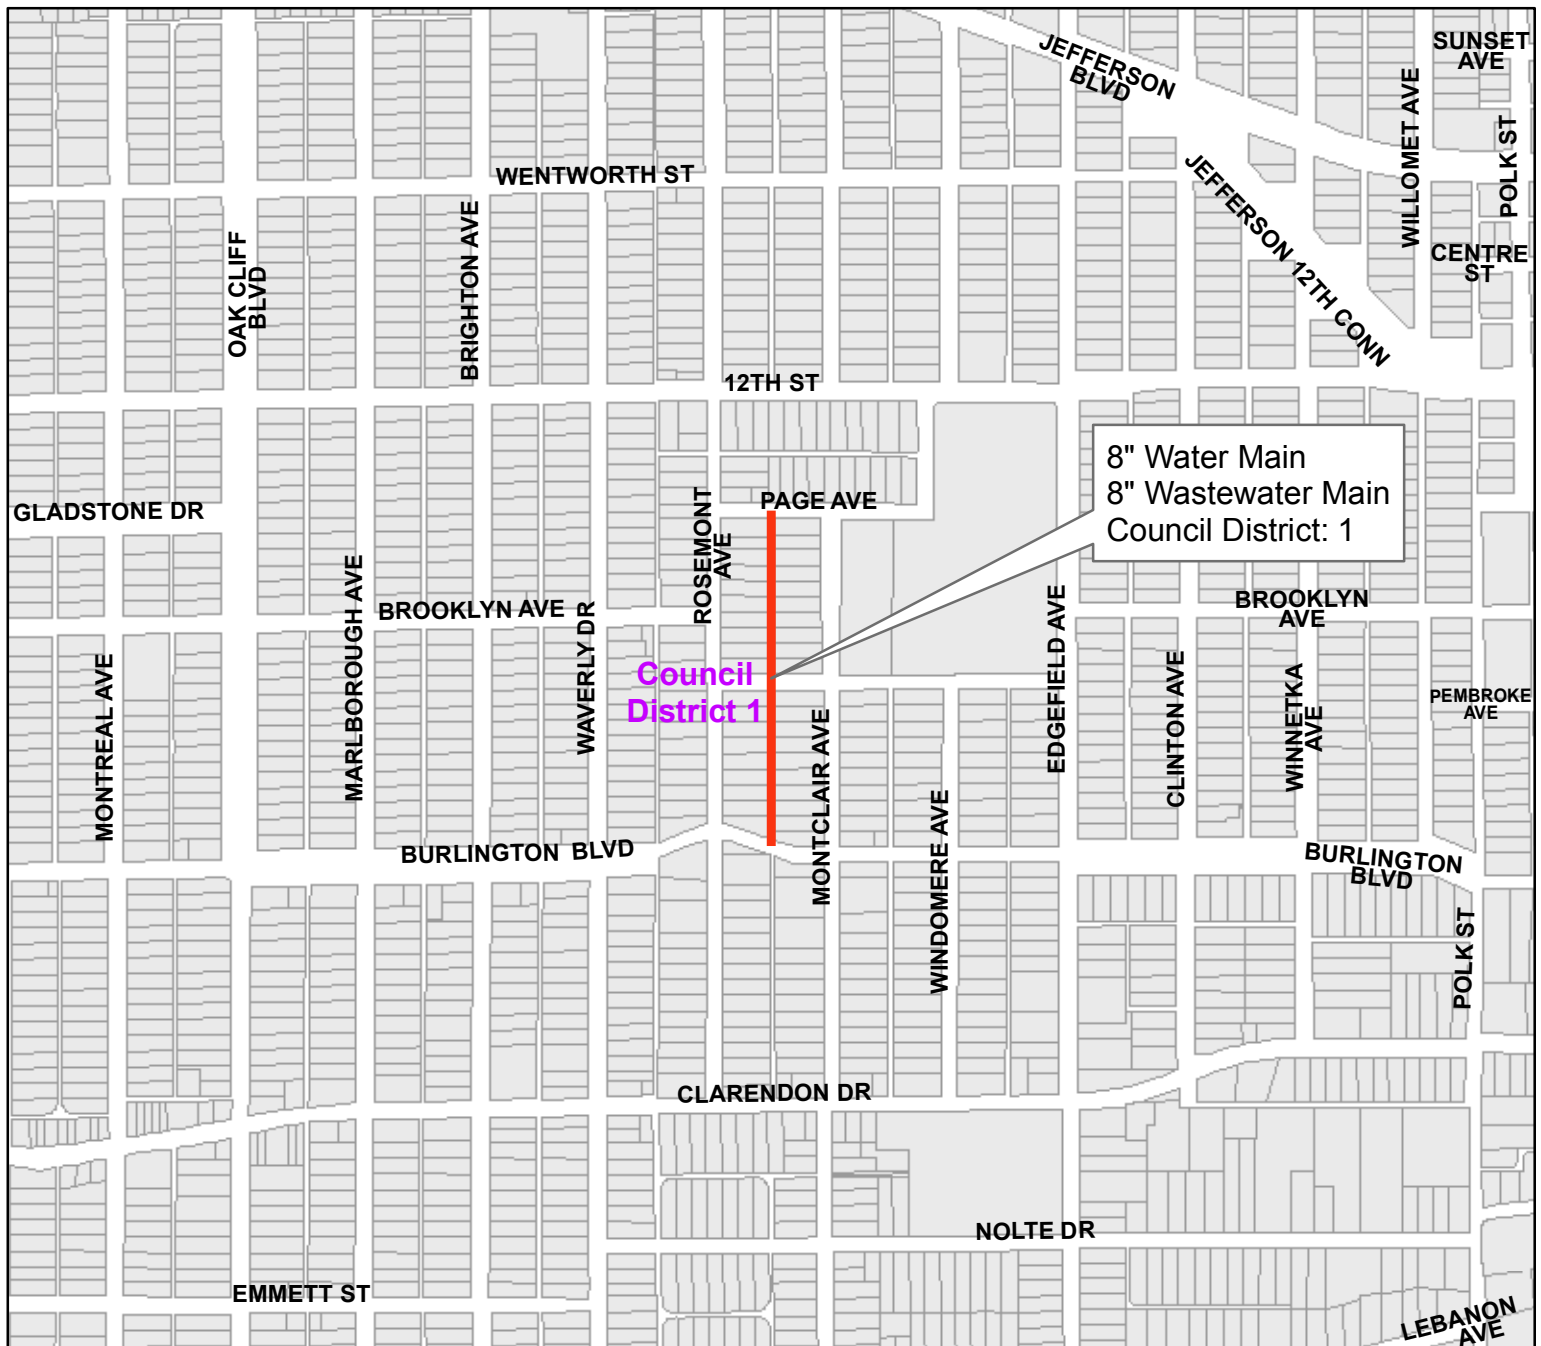 SUNSET
AVE
JEFFERSON
BLVD
WILLOMET AVE
POLK ST
WENTWORTH ST
JEFFERSON 12TH CONN
OAK CLIFF
BLVD
BRIGHTON AVE
CENTRE
ST
12TH ST
8" Water Main
8" Wastewater Main
Council District: 1
GLADSTONE DR
PAGE AVE
ROSEMONT
AVE
MARLBOROUGH AVE
BROOKLYN AVE
WAVERLY DR
EDGEFIELD AVE
BROOKLYN
AVE
Council
District 1
MONTREAL AVE
CLINTON AVE
WINNETKA
AVE
PEMBROKE
AVE
MONTCLAIR AVE
WINDOMERE AVE
BURLINGTON BLVD
BURLINGTON
BLVD
POLK ST
CLARENDON DR
NOLTE DR
EMMETT ST
LEBANON
AVE